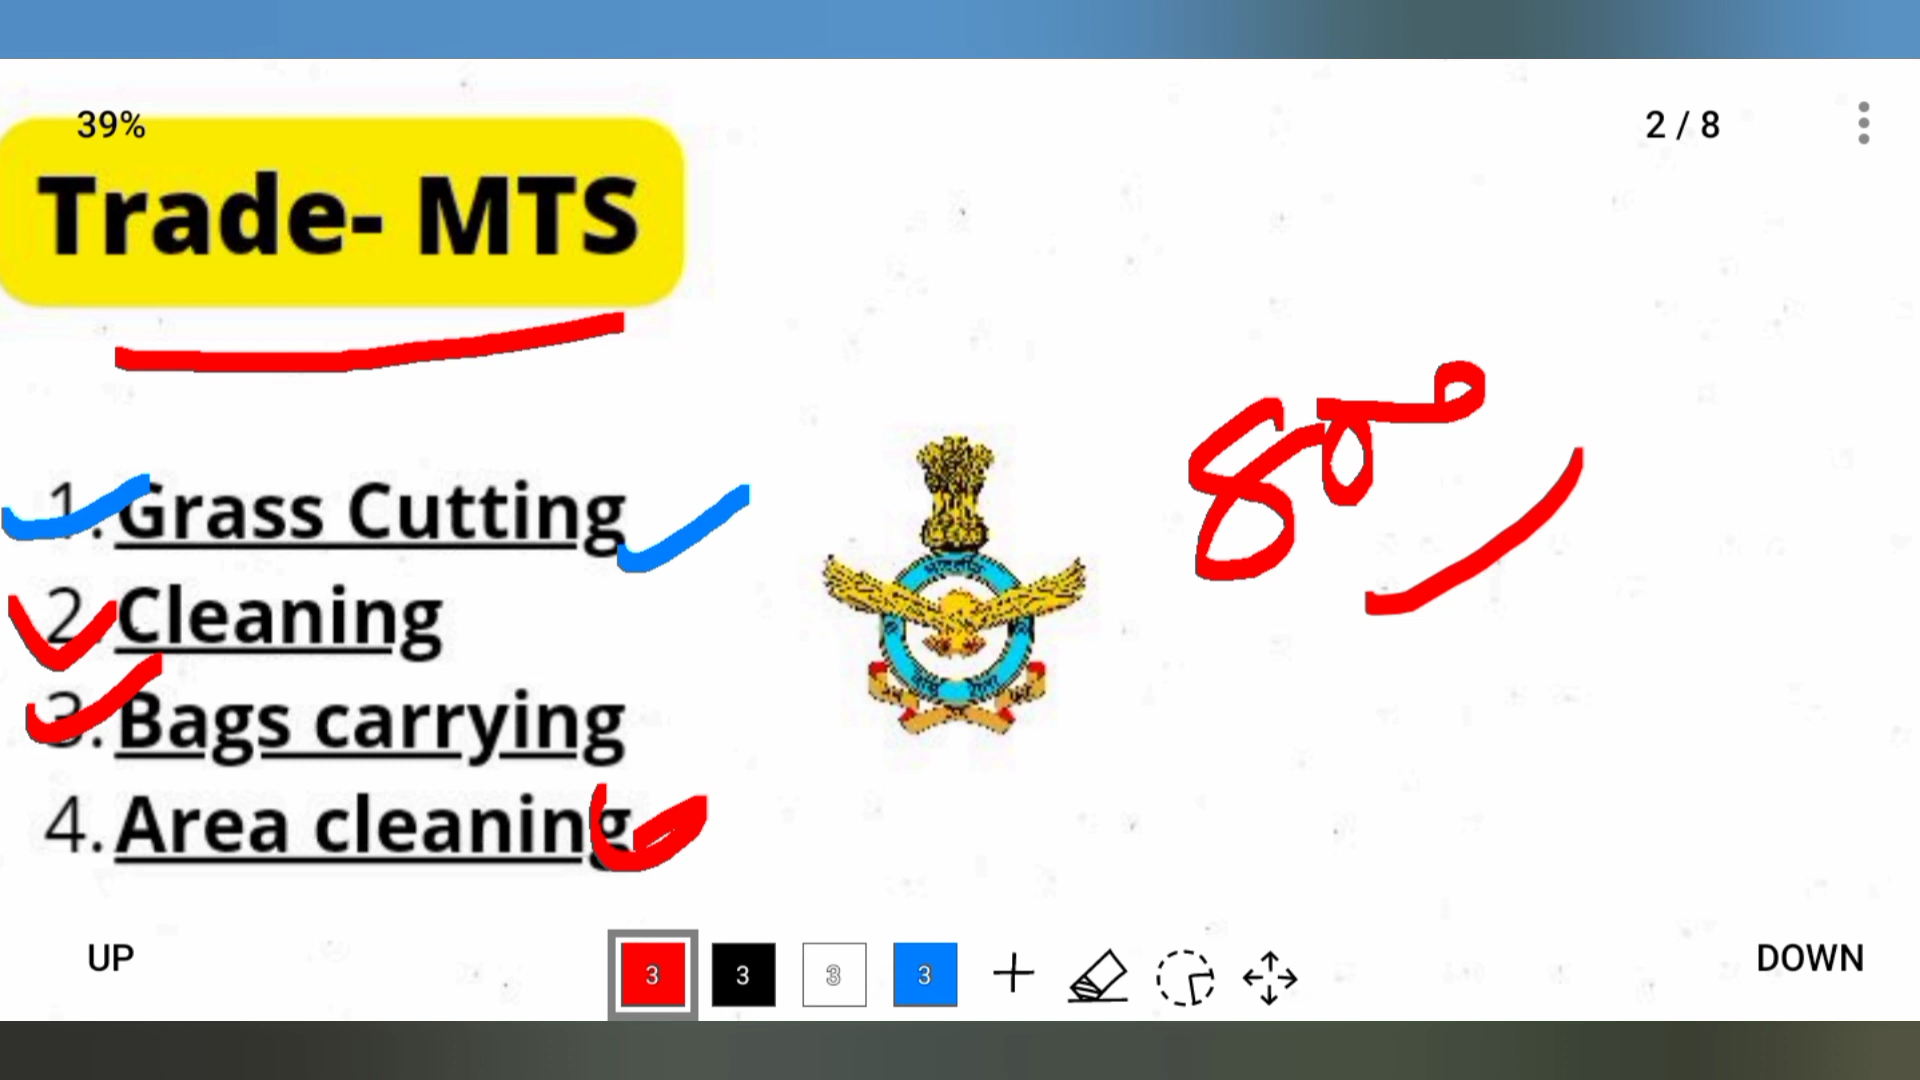 39%
2 / 8
Trade- MTS
1. Grass Cutting
2. Cleaning
3. Bags carrying
4. Area cleaning
800
UP
3
3
3
3
DOWN